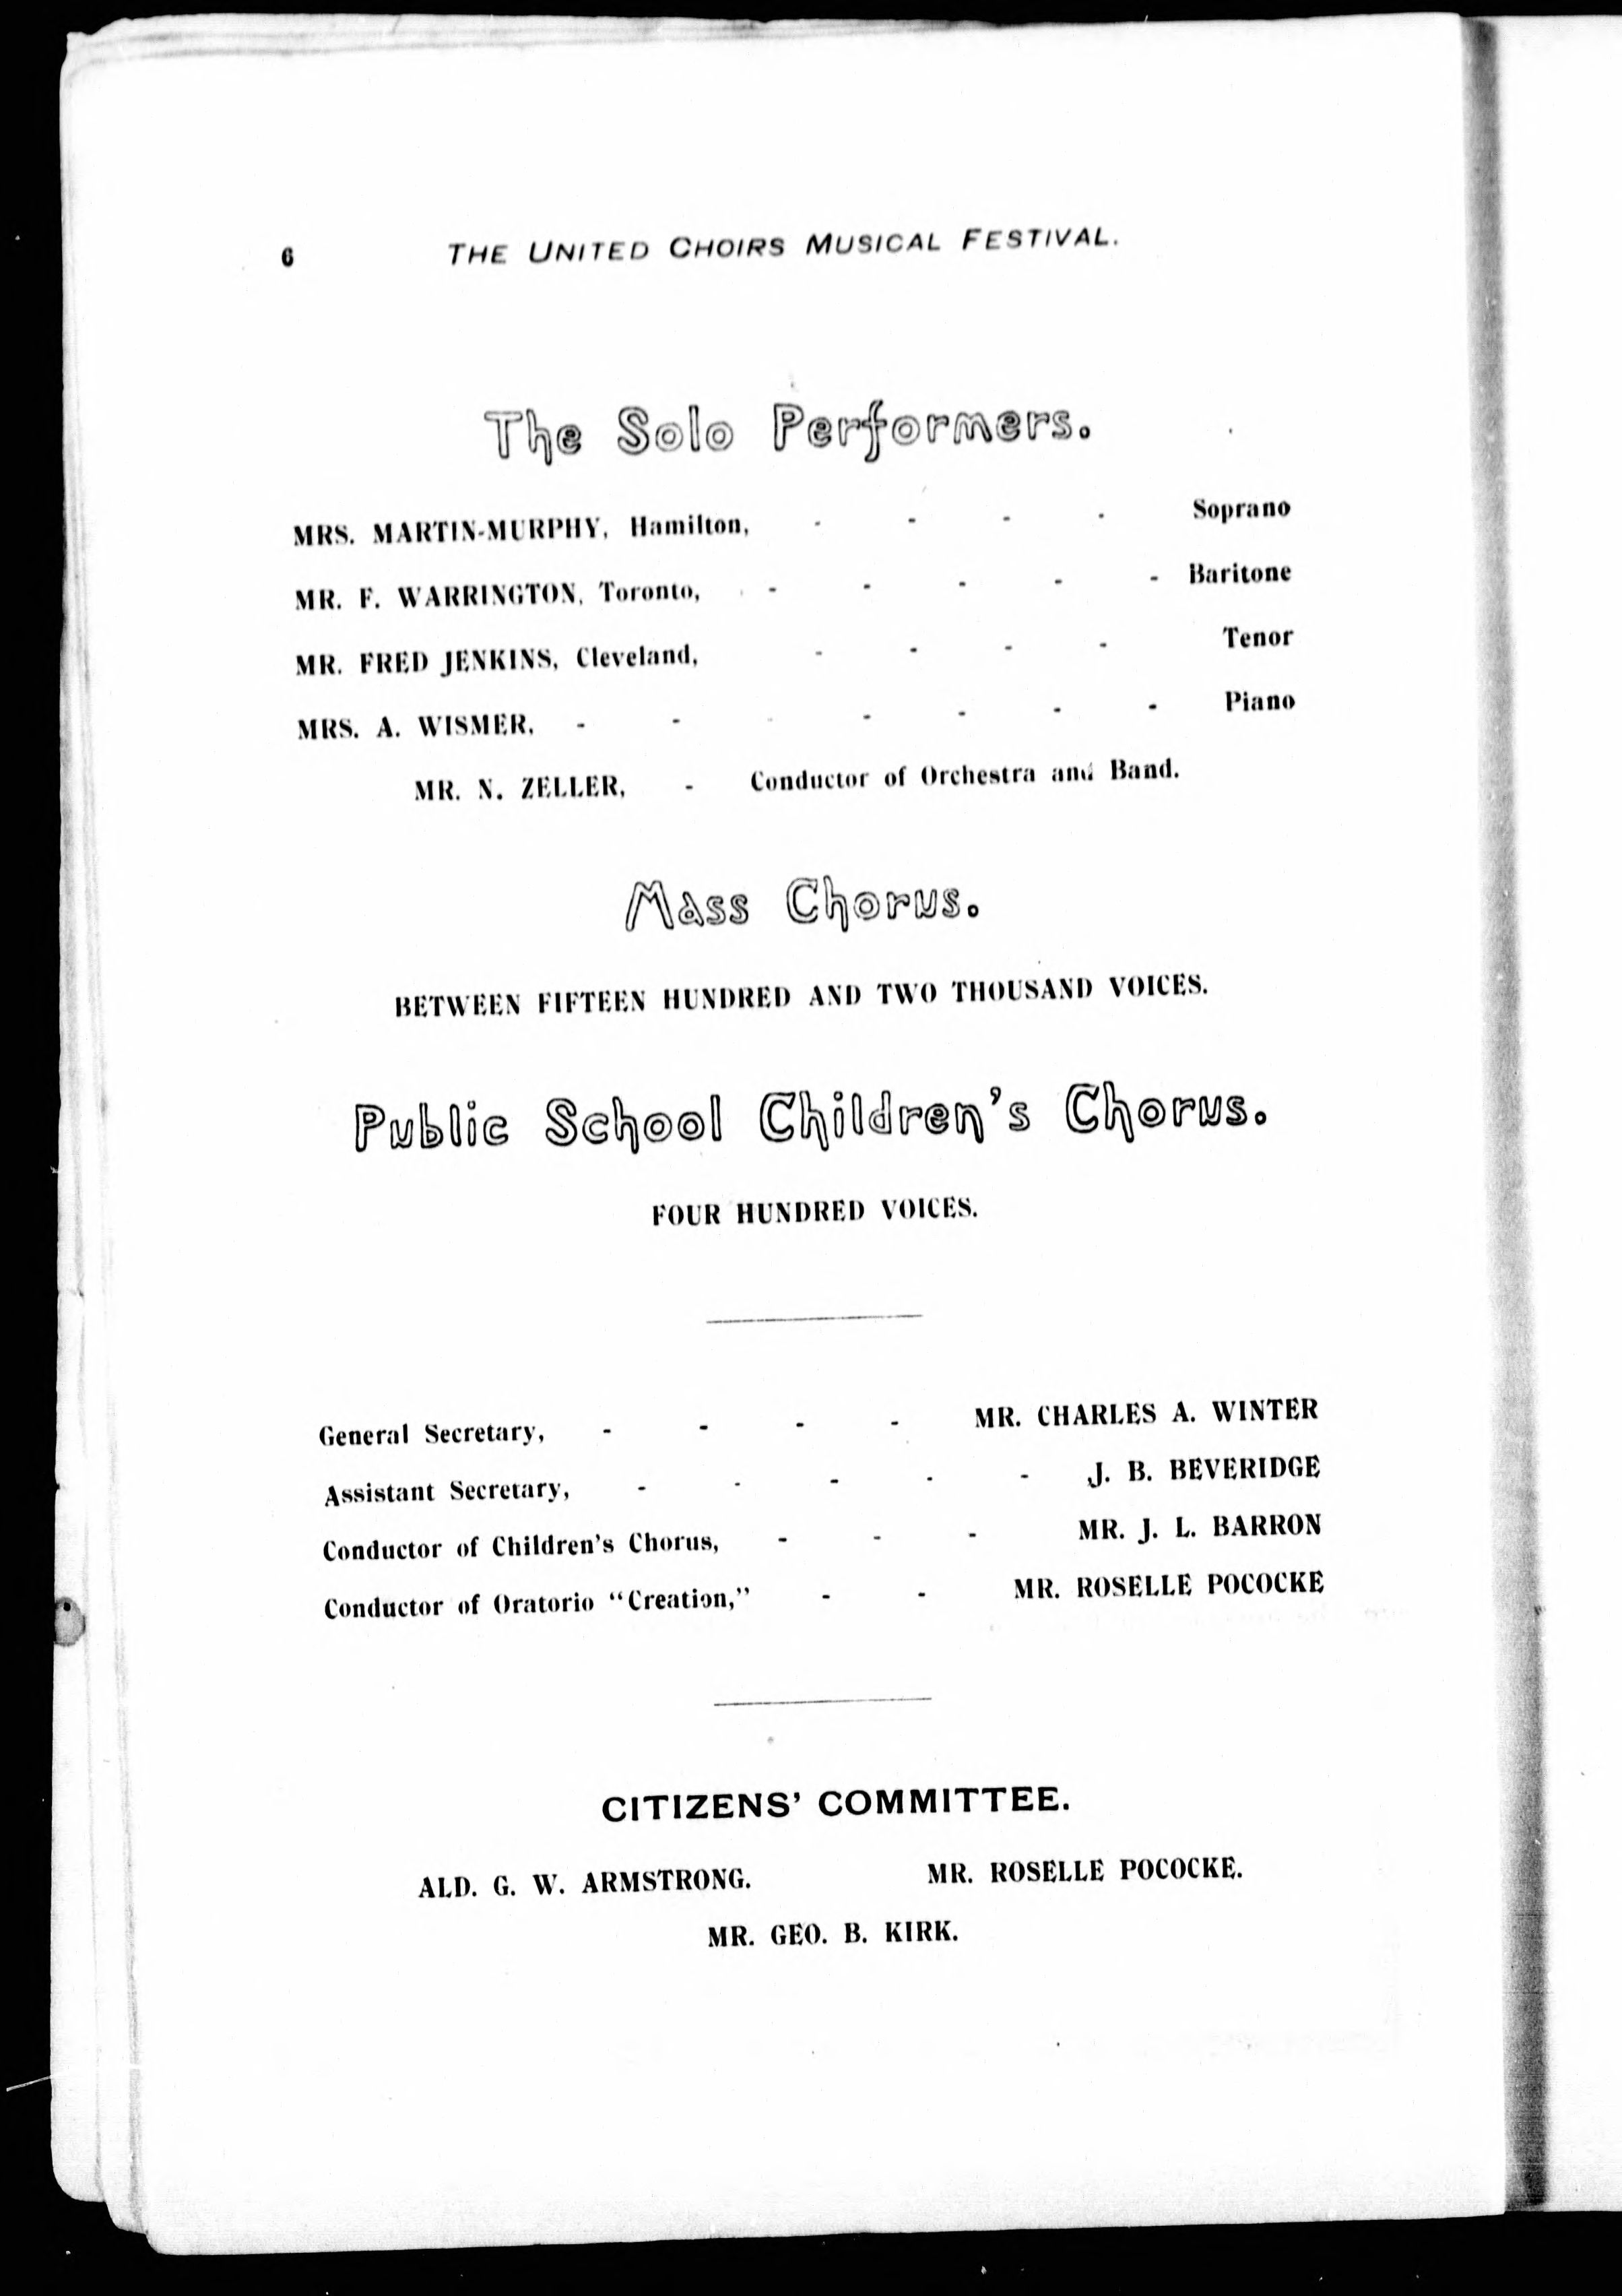 6 THE UNITED CHOIRS MUSICAL FESTIVAL.
The Solo Performers.
MRS. MARTIN-MURPHY, Hamilton, - - - - Soprano
MR. F. WARRINGTON, Toronto, - - - - - Baritone
MR. FRED JENKINS, Cleveland, - - - - Tenor
MRS. A. WISMER, - - - - - - - Piano
MR. N. ZELLER, - Conductor of Orchestra and Band.
Mass Chorus.
BETWEEN FIFTEEN HUNDRED AND TWO THOUSAND VOICES.
Public School Children's Chorus.
FOUR HUNDRED VOICES.
General Secretary, - - - - MR. CHARLES A. WINTER
Assistant Secretary, - - - - - J. B. BEVERIDGE
Conductor of Children's Chorus, - - - MR. J. L. BARRON
Conductor of Oratorio "Creation," - - MR. ROSELLE POCOCKE
CITIZENS' COMMITTEE.
ALD. G. W. ARMSTRONG. MR. ROSELLE POCOCKE.
MR. GEO. B. KIRK.